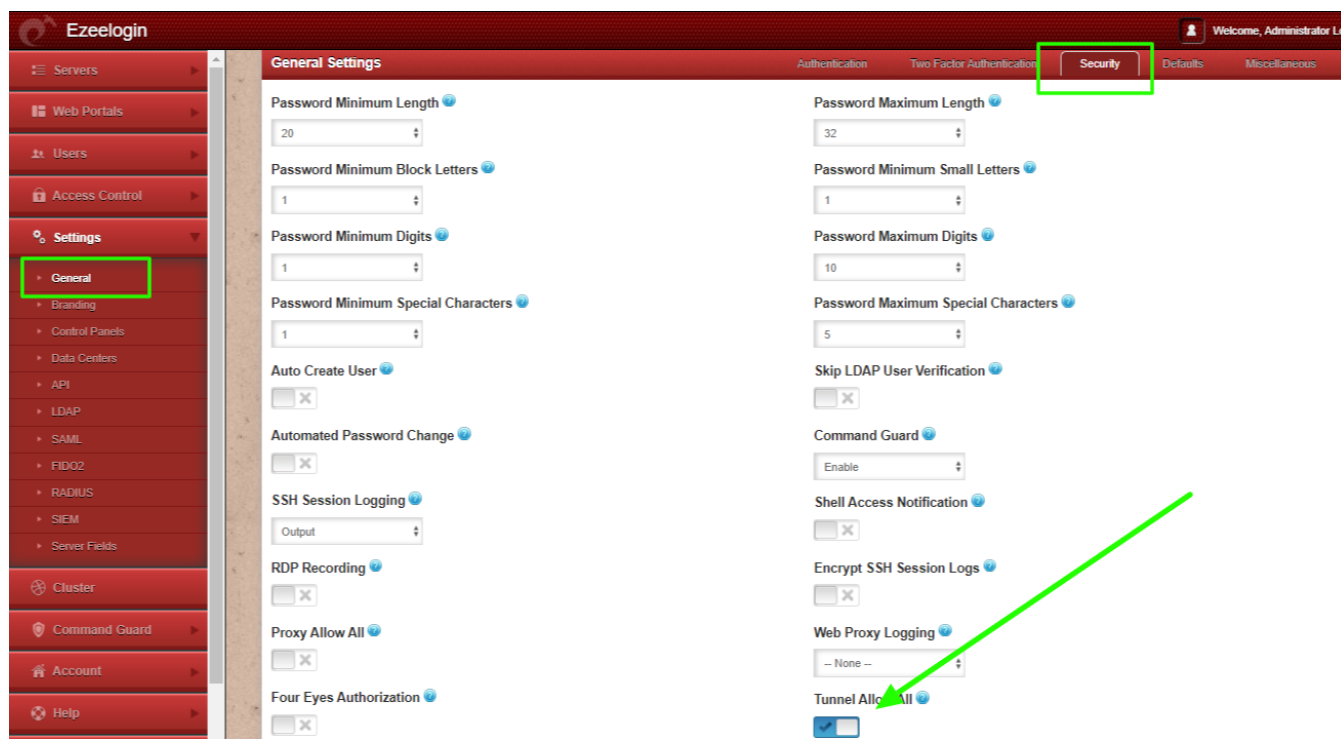 Ezeelogin
Welcome, Administrator
Servers
Web Portals
Users
Access Control
Settings
General
Branding
Control Panels
Data Centers
API
LDAP
SAML
FIDO2
RADIUS
SIEM
Server Fields
Cluster
Command Guard
Account
Help
General Settings
Authentication Two Factor Authentication Security Defaults Miscellaneous
Password Minimum Length Password Maximum Length
20 32
Password Minimum Block Letters Password Minimum Small Letters
1 1
Password Minimum Digits Password Maximum Digits
1 10
Password Minimum Special Characters Password Maximum Special Characters
1 5
Auto Create User Skip LDAP User Verification
Automated Password Change Command Guard
Enable
SSH Session Logging Shell Access Notification
Output
RDP Recording Encrypt SSH Session Logs
Proxy Allow All Web Proxy Logging
-- None --
Four Eyes Authorization Tunnel Allow All